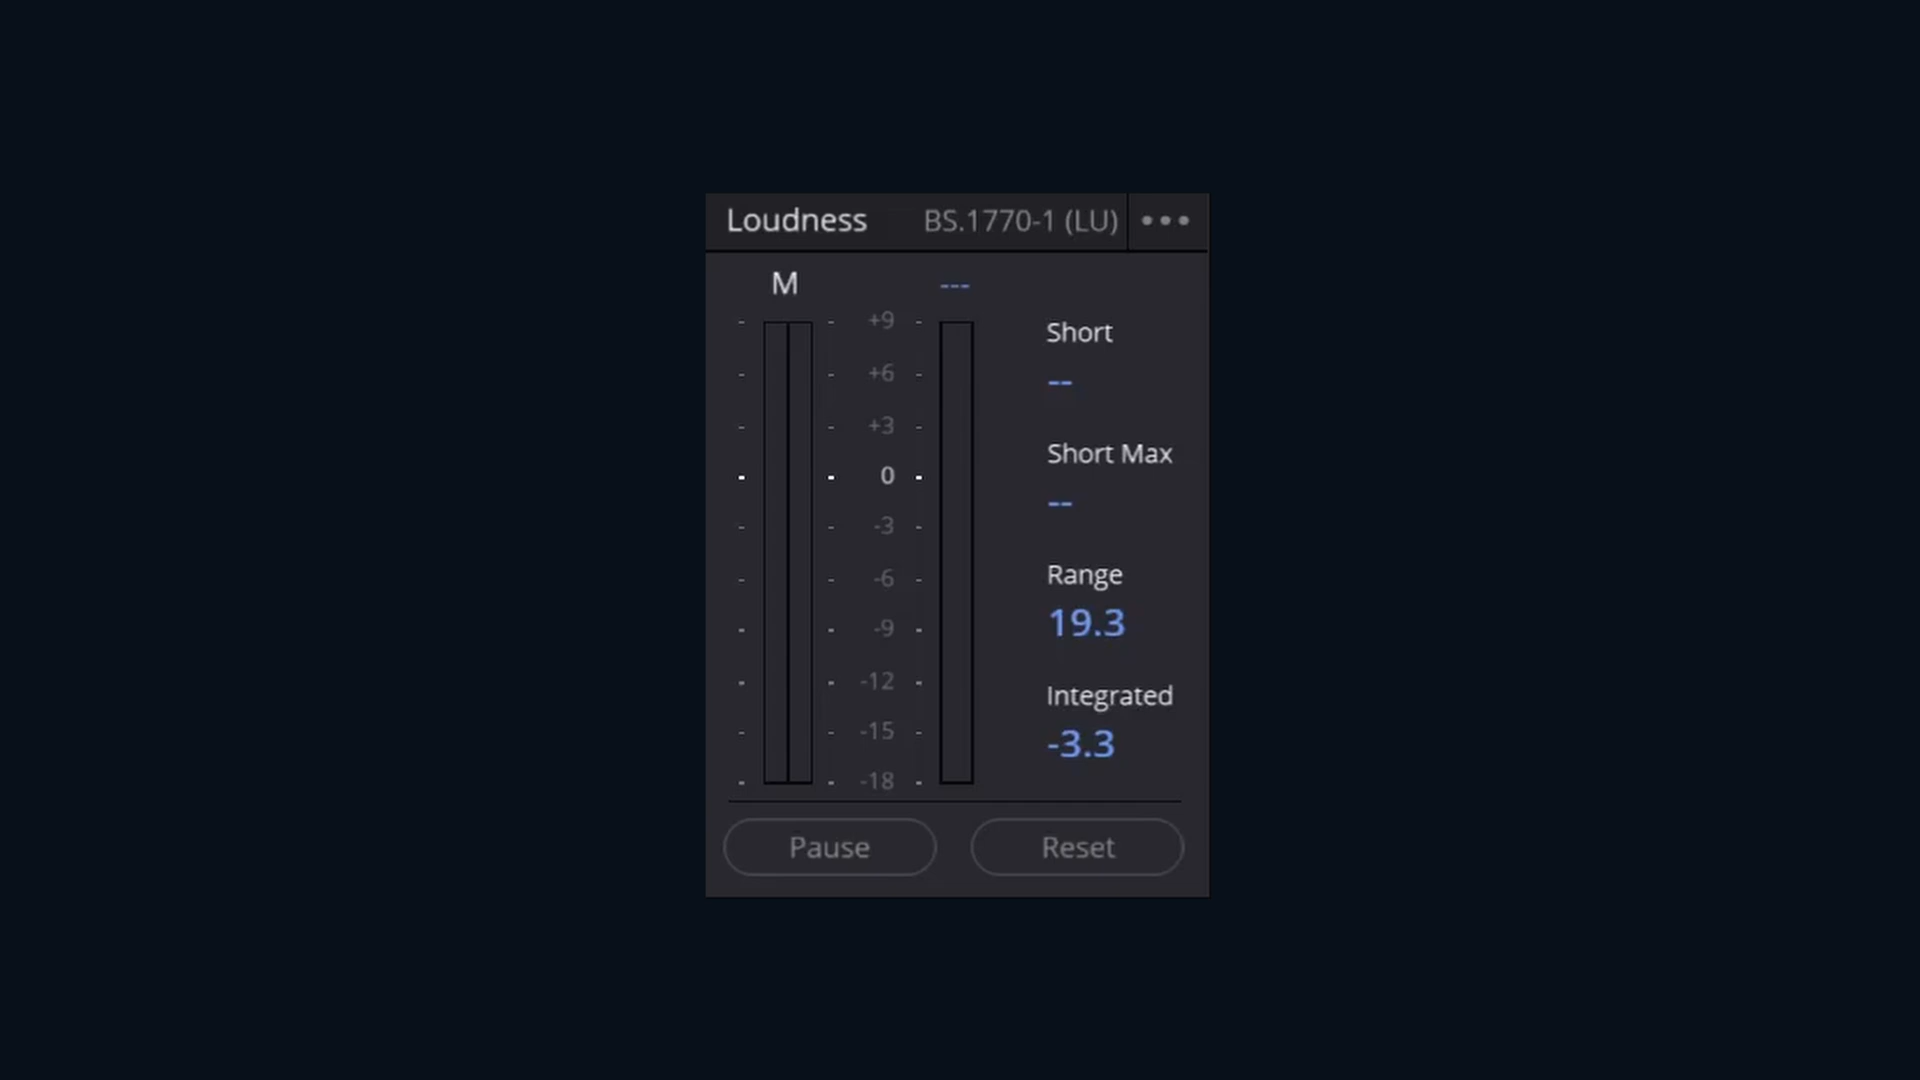 Loudness BS.1770-1 (LU) •••
M ---
+9
Short
+6
--
+3
Short Max
0
--
-3
-6
Range
-9
19.3
-12
Integrated
-15
-3.3
-18
Pause Reset